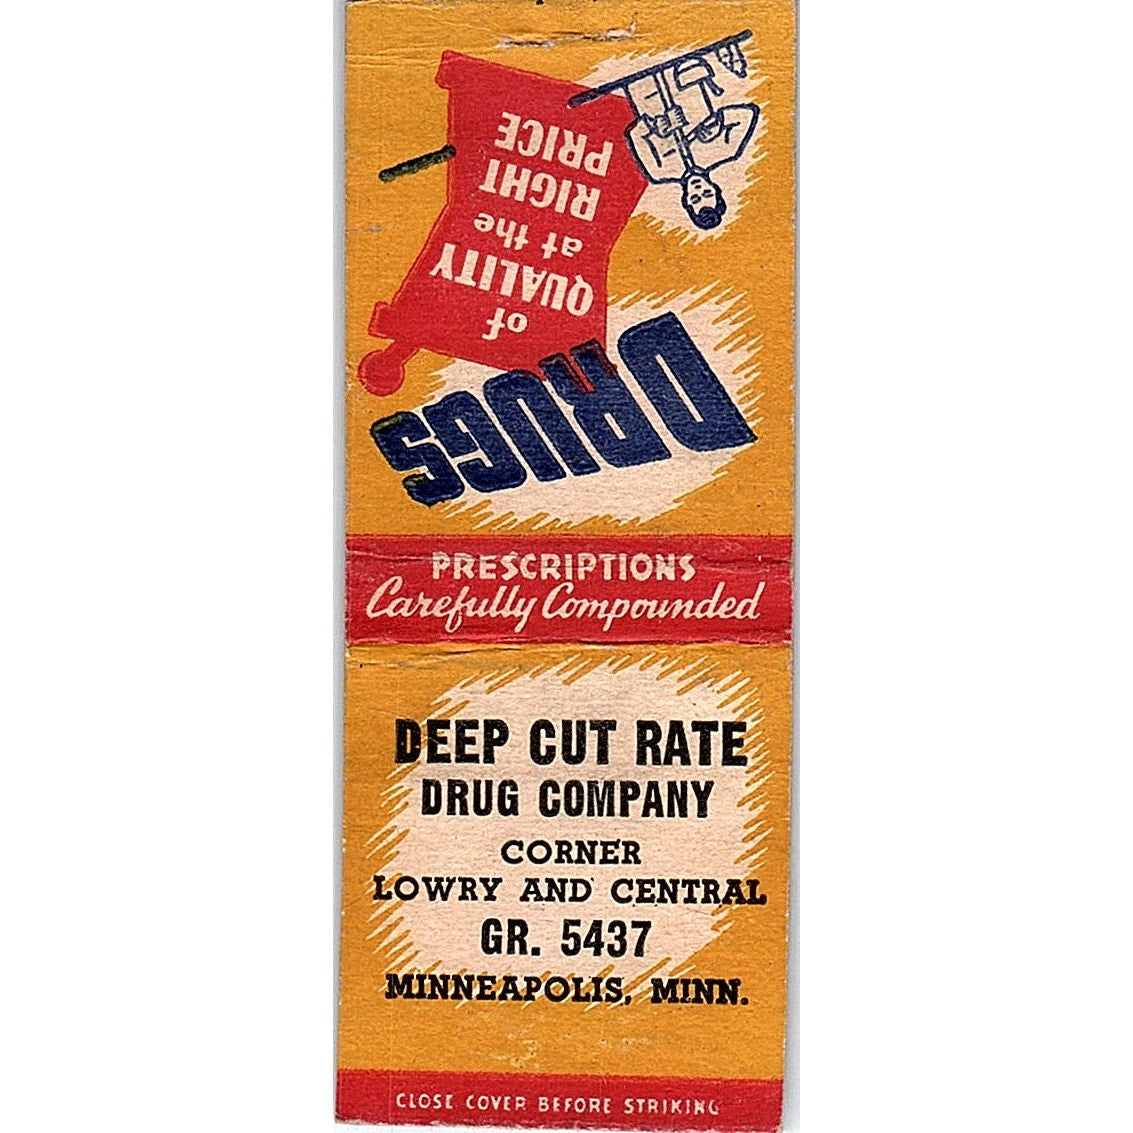 DRUGS
of
QUALITY
at the
RIGHT
PRICE
PRESCRIPTIONS
Carefully Compounded
DEEP CUT RATE
DRUG COMPANY
CORNER
LOWRY AND CENTRAL
GR. 5437
MINNEAPOLIS, MINN.
CLOSE COVER BEFORE STRIKING